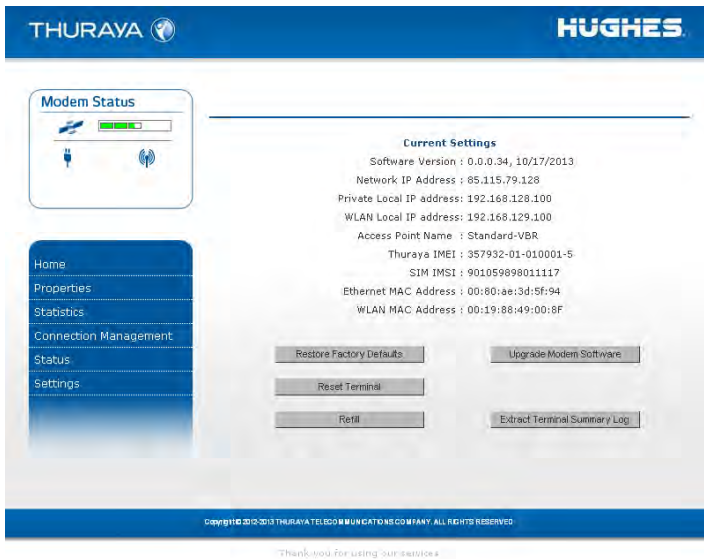 THURAYA
HUGHES
Modem Status
Current Settings
Software Version : 0.0.0.34, 10/17/2013
Network IP Address : 85.115.79.128
Private Local IP address: 192.168.128.100
WLAN Local IP address: 192.168.129.100
Access Point Name : Standard-VBR
Thuraya IMEI : 357932-01-010001-5
SIM IMSI : 901059898011117
Ethernet MAC Address : 00:80:ae:3d:5f:94
WLAN MAC Address : 00:19:88:49:00:8F
Home
Properties
Statistics
Connection Management
Status
Settings
Restore Factory Defaults
Upgrade Modem Software
Reset Terminal
Refill
Extract Terminal Summary Log
Copyright© 2012-2013 THURAYA TELECOMMUNICATIONS COMPANY. ALL RIGHTS RESERVED
Thank you for using our services